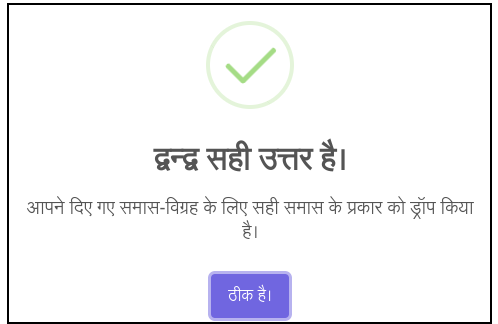 द्वन्द्व सही उत्तर है।
आपने दिए गए समास-विग्रह के लिए सही समास के प्रकार को ड्रॉप किया
है।
ठीक है।